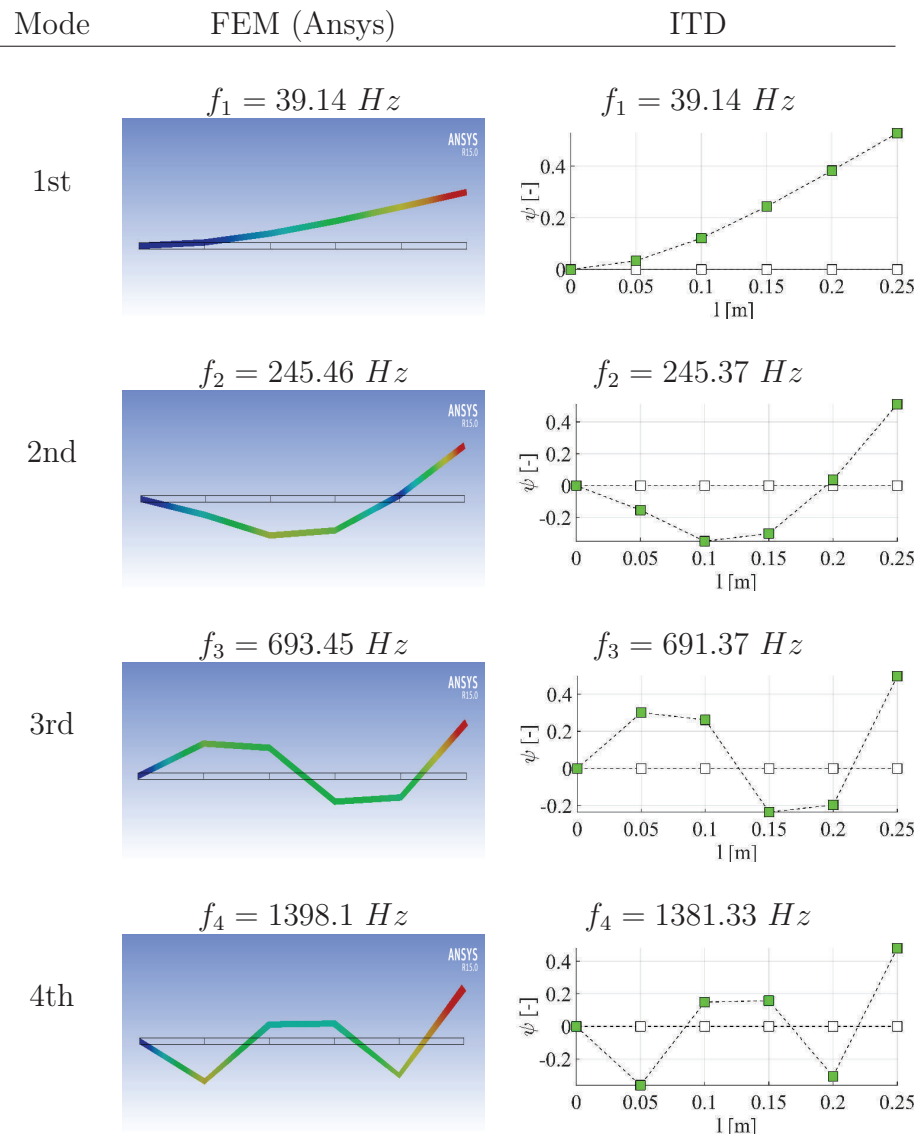 Mode FEM (Ansys) ITD
f1 = 39.14 Hz f1 = 39.14 Hz
1st
ANSYS
R15.0
ψ [-]
0.4
0.2
0
0 0.05 0.1 0.15 0.2 0.25
l [m]
f2 = 245.46 Hz f2 = 245.37 Hz
2nd
ANSYS
R15.0
ψ [-]
0.4
0.2
0
-0.2
0 0.05 0.1 0.15 0.2 0.25
l [m]
f3 = 693.45 Hz f3 = 691.37 Hz
3rd
ANSYS
R15.0
ψ [-]
0.4
0.2
0
-0.2
0 0.05 0.1 0.15 0.2 0.25
l [m]
f4 = 1398.1 Hz f4 = 1381.33 Hz
4th
ANSYS
R15.0
ψ [-]
0.4
0.2
0
-0.2
0 0.05 0.1 0.15 0.2 0.25
l [m]